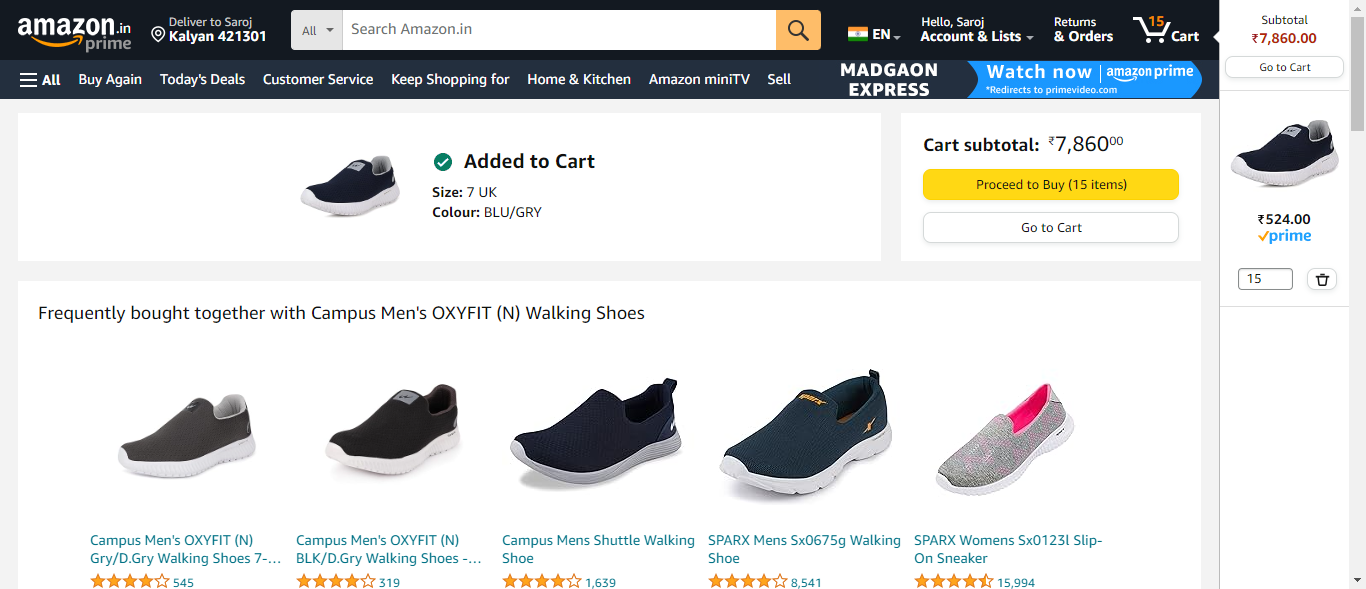 amazon.in
prime
Deliver to Saroj
Kalyan 421301
All
Search Amazon.in
EN
Hello, Saroj
Account & Lists
Returns
& Orders
15
Cart
All
Buy Again
Today's Deals
Customer Service
Keep Shopping for
Home & Kitchen
Amazon miniTV
Sell
MADGAON
EXPRESS
Watch now
amazon prime
*Redirects to primevideo.com
Added to Cart
Size: 7 UK
Colour: BLU/GRY
Cart subtotal: ₹7,86000
Proceed to Buy (15 items)
Go to Cart
Frequently bought together with Campus Men's OXYFIT (N) Walking Shoes
sparx
Campus Men's OXYFIT (N)
Gry/D.Gry Walking Shoes 7-...
545
Campus Men's OXYFIT (N)
BLK/D.Gry Walking Shoes -...
319
Campus Mens Shuttle Walking
Shoe
1,639
SPARX Mens Sx0675g Walking
Shoe
8,541
SPARX Womens Sx0123l Slip-
On Sneaker
15,994
Subtotal
₹7,860.00
Go to Cart
₹524.00
prime
15